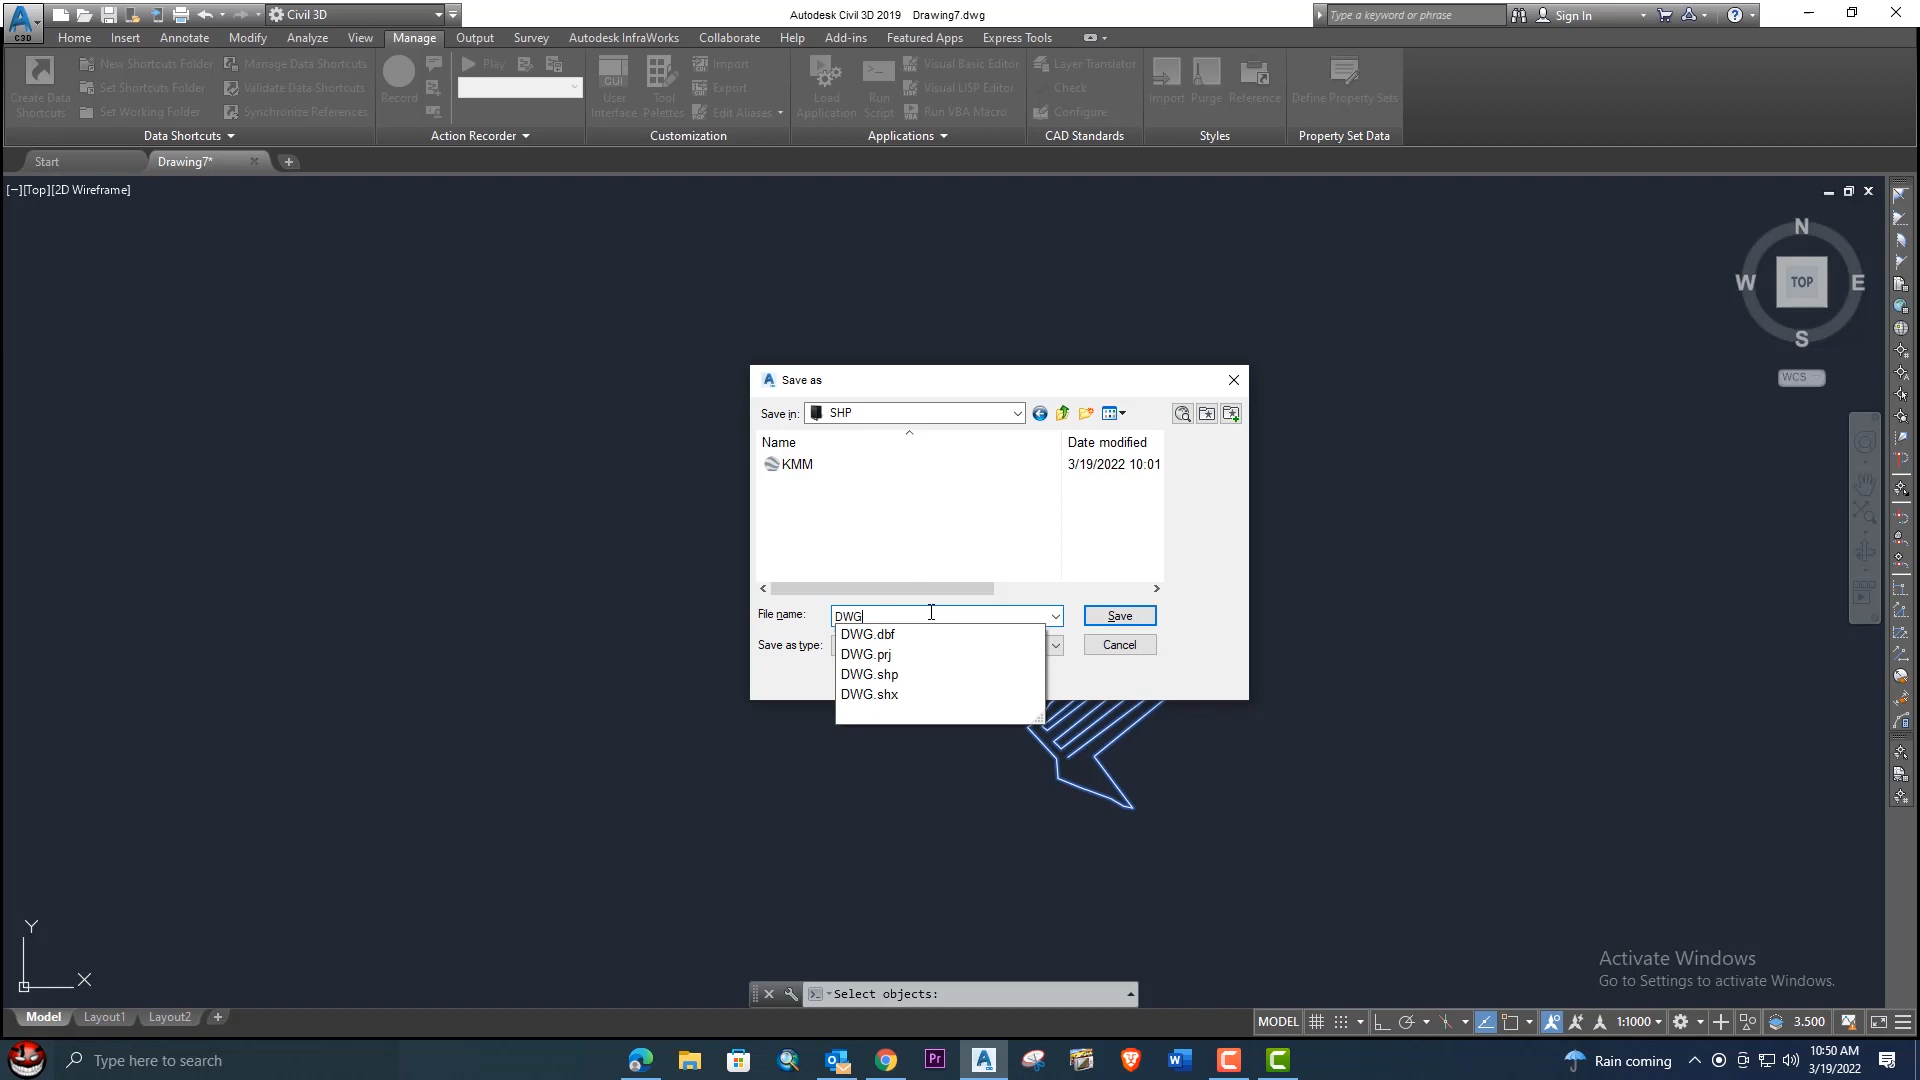 C3D
Civil 3D
Autodesk Civil 3D 2019 Drawing7.dwg
Type a keyword or phrase
Sign In
Home Insert Annotate Modify Analyze View Manage Output Survey Autodesk InfraWorks Collaborate Help Add-ins Featured Apps Express Tools
Create Data Shortcuts
New Shortcuts Folder
Set Shortcuts Folder
Set Working Folder
Manage Data Shortcuts
Validate Data Shortcuts
Synchronize References
Record
Play
CUI
User Interface
Tool Palettes
Import
Export
Edit Aliases
Load Application
Run Script
Visual Basic Editor
Visual LISP Editor
Run VBA Macro
Layer Translator
Check
Configure
Import Purge Reference
Define Property Sets
Data Shortcuts Action Recorder Customization Applications CAD Standards Styles Property Set Data
Start Drawing7*
[−][Top][2D Wireframe]
N
W TOP E
S
WCS
Save as
Save in: SHP
Name Date modified
KMM 3/19/2022 10:01
File name: DWG Save
DWG.dbf
Save as type: Cancel
DWG.prj
DWG.shp
DWG.shx
Y
X
Activate Windows
Go to Settings to activate Windows.
Select objects:
Model Layout1 Layout2
MODEL 1:1000 3.500
Type here to search
Pr
Rain coming
10:50 AM
3/19/2022